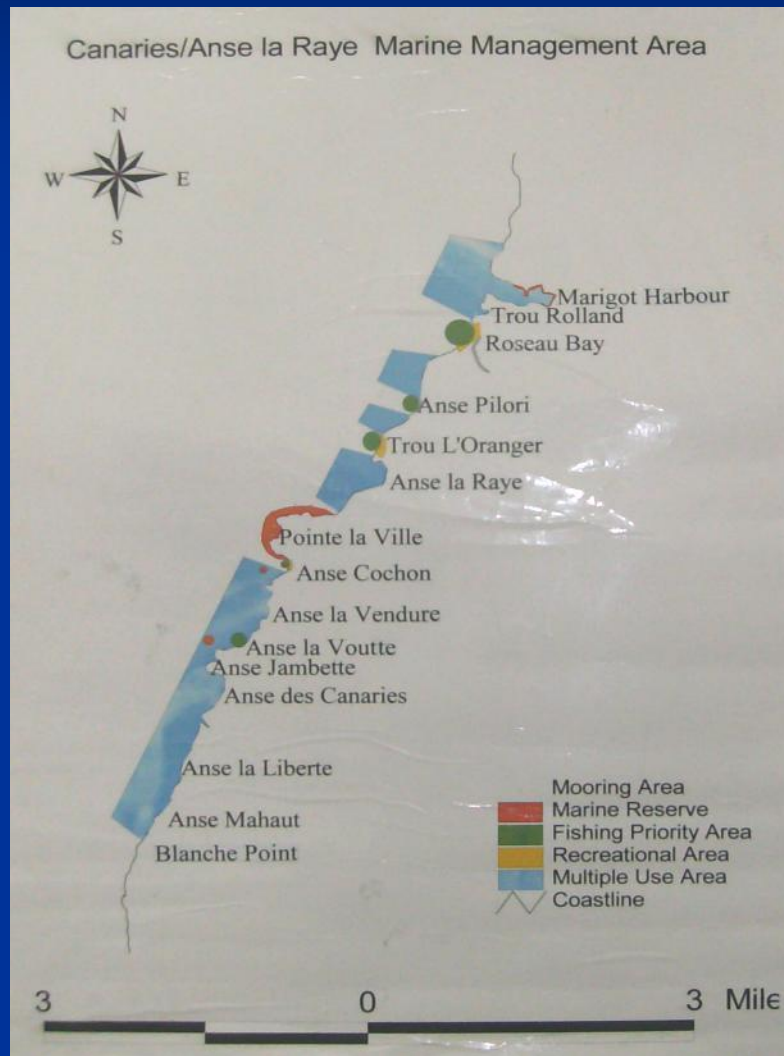 Canaries/Anse la Raye Marine Management Area
N
W E
S
Marigot Harbour
Trou Rolland
Roseau Bay
Anse Pilori
Trou L'Oranger
Anse la Raye
Pointe la Ville
Anse Cochon
Anse la Vendure
Anse la Voutte
Anse Jambette
Anse des Canaries
Anse la Liberte
Anse Mahaut
Blanche Point
Mooring Area
Marine Reserve
Fishing Priority Area
Recreational Area
Multiple Use Area
Coastline
3 0 3 Mile